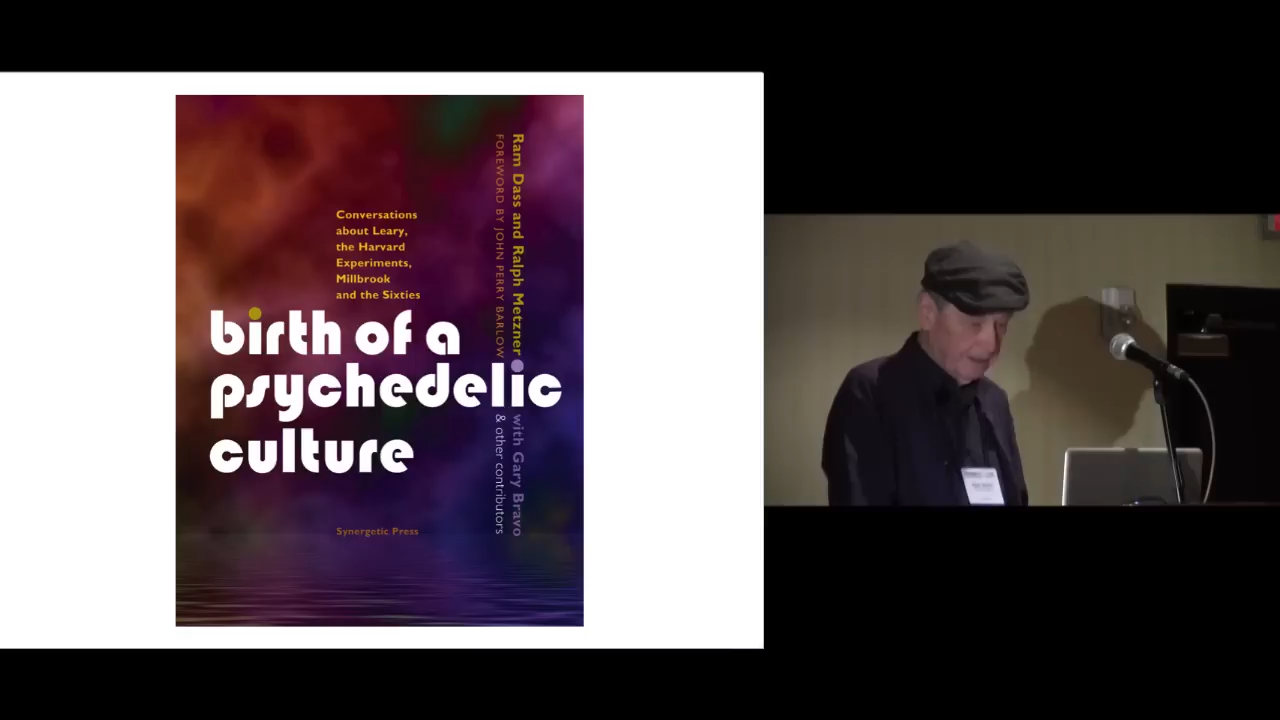 Conversations
about Leary,
the Harvard
Experiments,
Millbrook
and the Sixties
birth of a
psychedelic
culture
Ram Dass and Ralph Metzner
with Gary Bravo
FOREWORD BY JOHN PERRY BARLOW
& other contributors
Synergetic Press